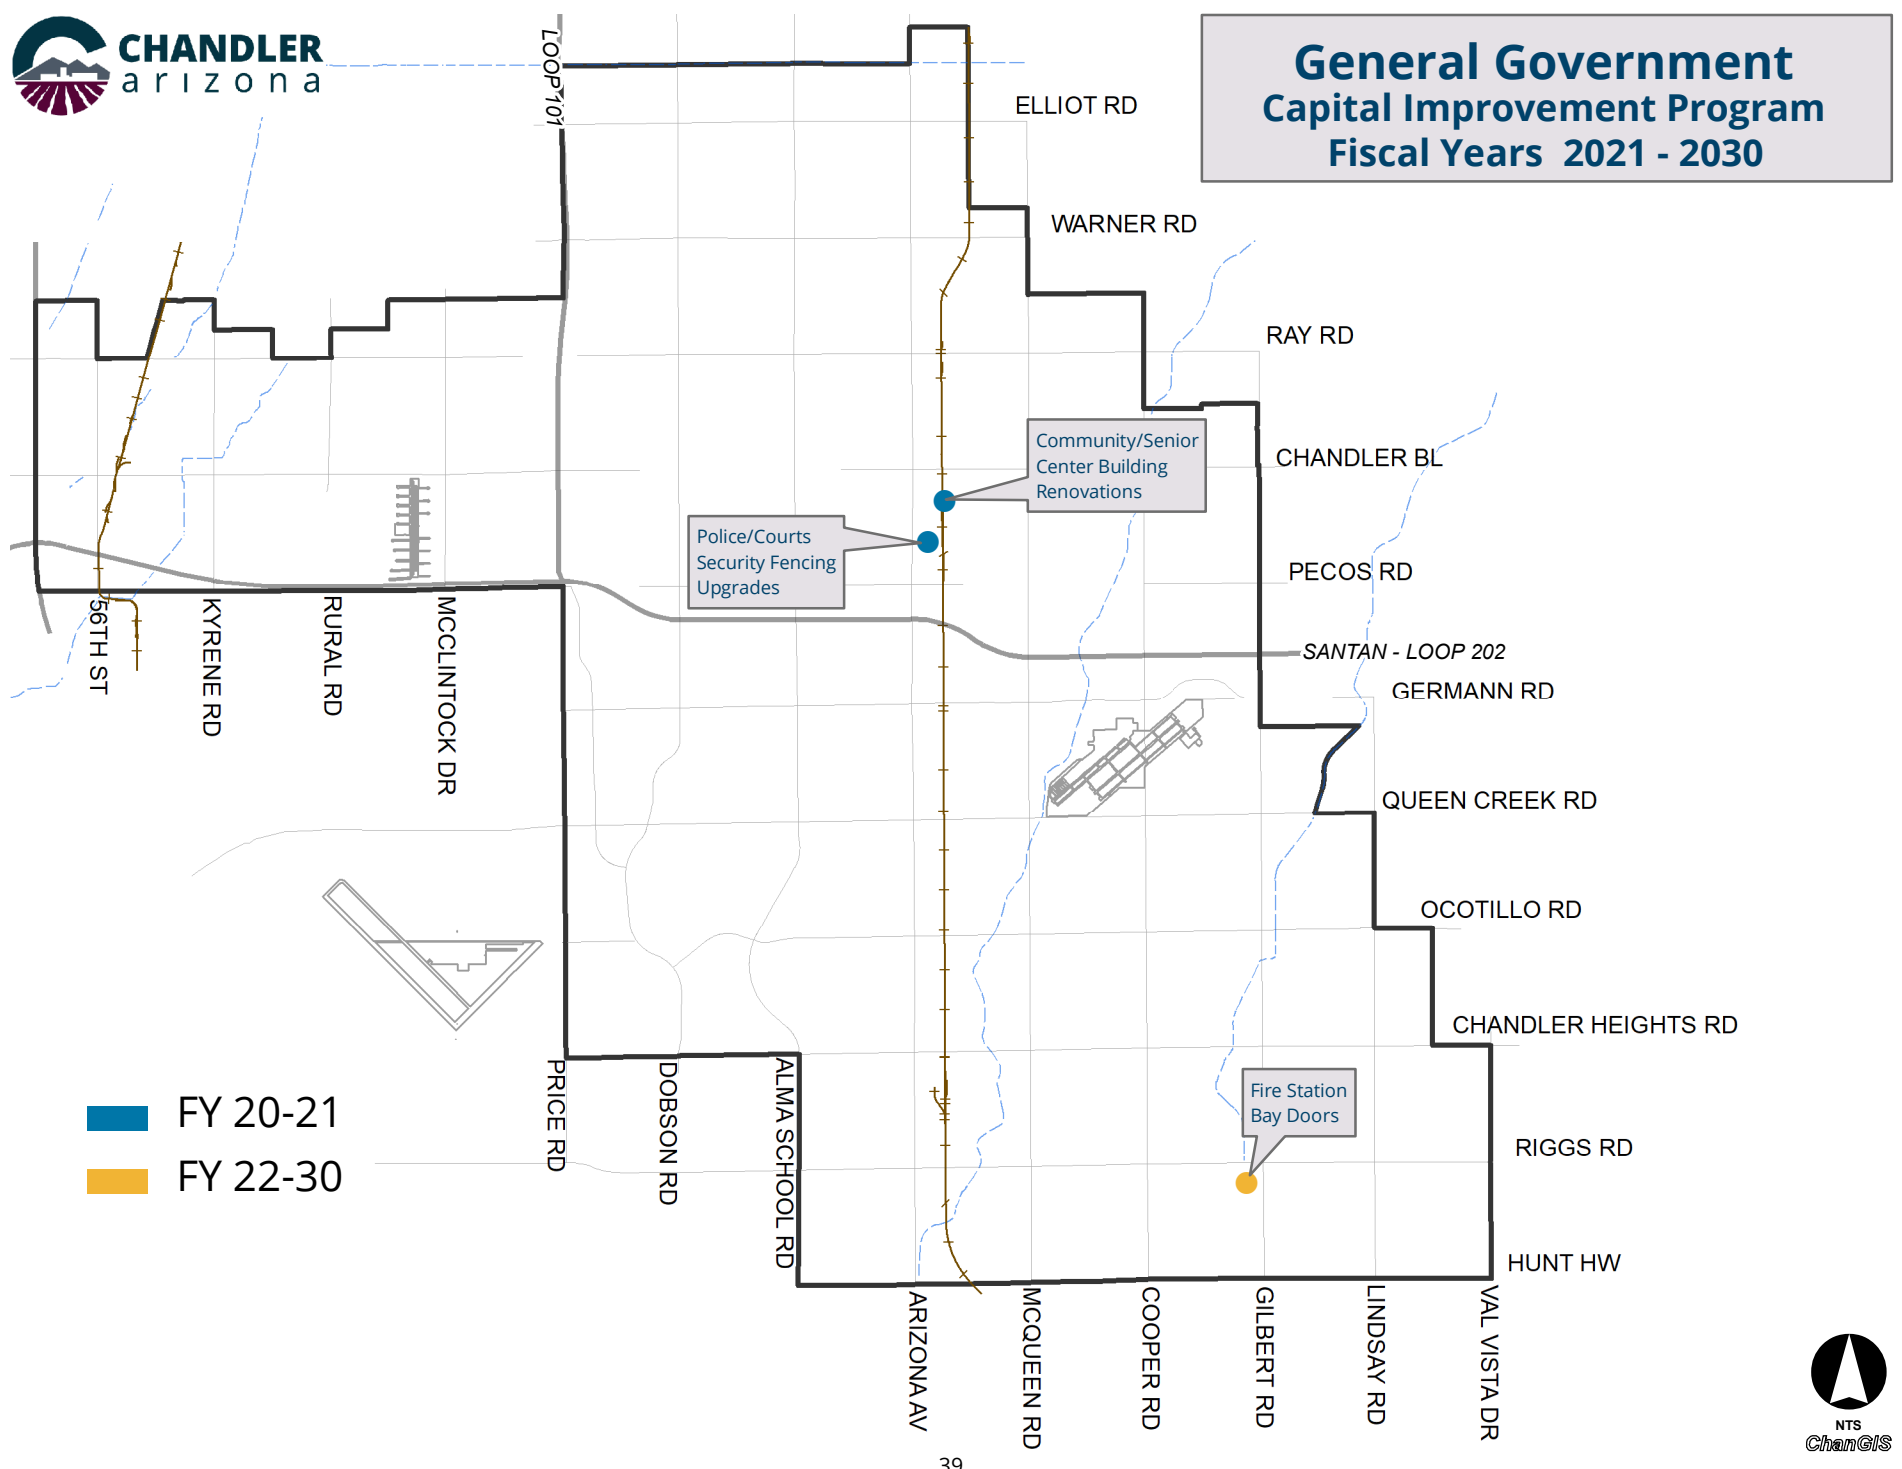 CHANDLER
arizona
General Government
Capital Improvement Program
Fiscal Years 2021 - 2030
LOOP 101
ELLIOT RD
WARNER RD
RAY RD
CHANDLER BL
Community/Senior
Center Building
Renovations
Police/Courts
Security Fencing
Upgrades
PECOS RD
SANTAN - LOOP 202
GERMANN RD
56TH ST
KYRENE RD
RURAL RD
MCCLINTOCK DR
QUEEN CREEK RD
OCOTILLO RD
CHANDLER HEIGHTS RD
Fire Station
Bay Doors
FY 20-21
FY 22-30
PRICE RD
DOBSON RD
ALMA SCHOOL RD
RIGGS RD
HUNT HW
ARIZONA AV
MCQUEEN RD
COOPER RD
GILBERT RD
LINDSAY RD
VAL VISTA DR
NTS
ChanGIS
39